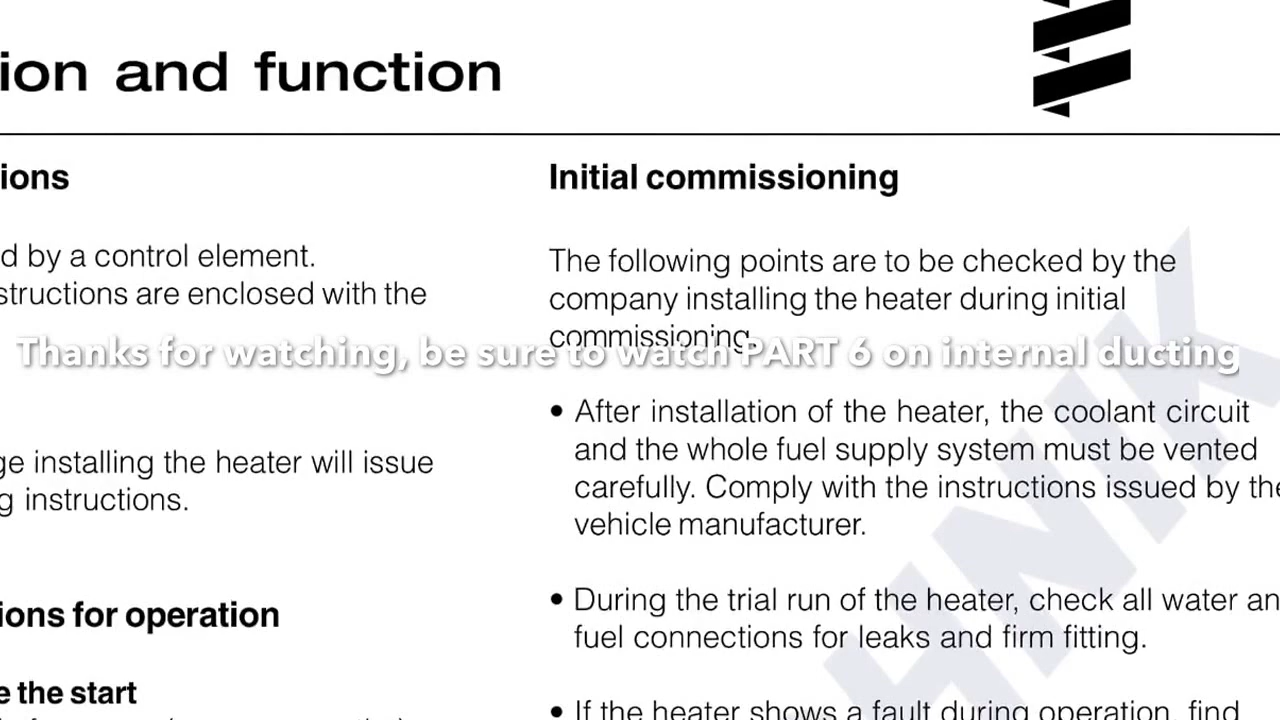 ion and function
ions
d by a control element.
structions are enclosed with the
ge installing the heater will issue
g instructions.
ions for operation
e the start
Initial commissioning
The following points are to be checked by the
company installing the heater during initial
commissioning.
Thanks for watching, be sure to watch PART 6 on internal ducting
• After installation of the heater, the coolant circuit
and the whole fuel supply system must be vented
carefully. Comply with the instructions issued by the
vehicle manufacturer.
• During the trial run of the heater, check all water an
fuel connections for leaks and firm fitting.
• If the heater shows a fault during operation, find
HNIK